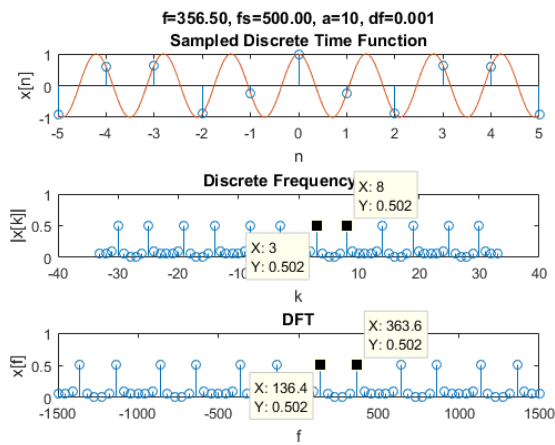 f=356.50, fs=500.00, a=10, df=0.001
Sampled Discrete Time Function
x[n]
1
0
-1
-5 -4 -3 -2 -1 0 1 2 3 4 5
n
Discrete Frequency
|x[k]|
1
0.5
0
-40 -30 -20 -10 0 10 20 30 40
k
X: 8
Y: 0.502
X: 3
Y: 0.502
DFT
x[f]
1
0.5
0
-1500 -1000 -500 500 1000 1500
f
X: 363.6
Y: 0.502
X: 136.4
Y: 0.502